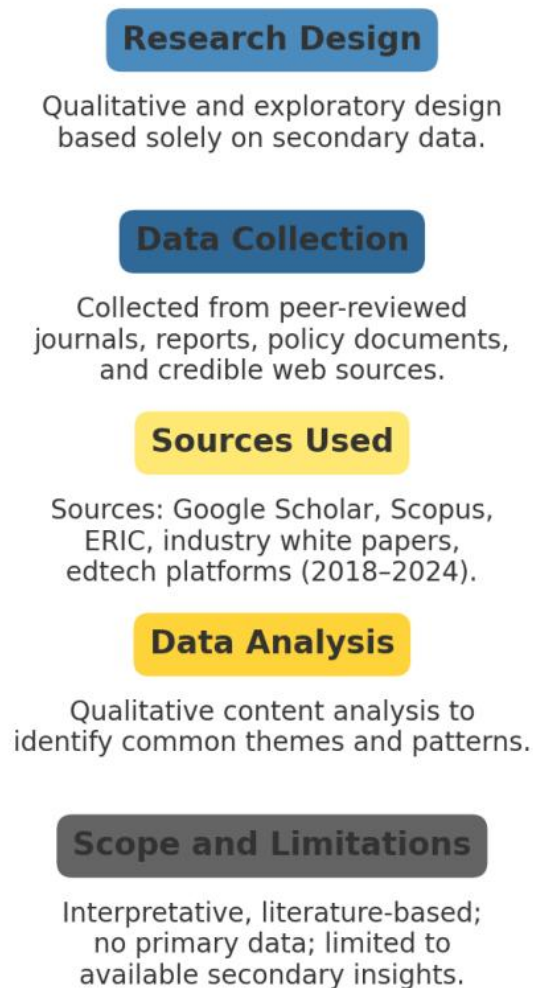 Research Design
Qualitative and exploratory design
based solely on secondary data.
Data Collection
Collected from peer-reviewed
journals, reports, policy documents,
and credible web sources.
Sources Used
Sources: Google Scholar, Scopus,
ERIC, industry white papers,
edtech platforms (2018–2024).
Data Analysis
Qualitative content analysis to
identify common themes and patterns.
Scope and Limitations
Interpretative, literature-based;
no primary data; limited to
available secondary insights.